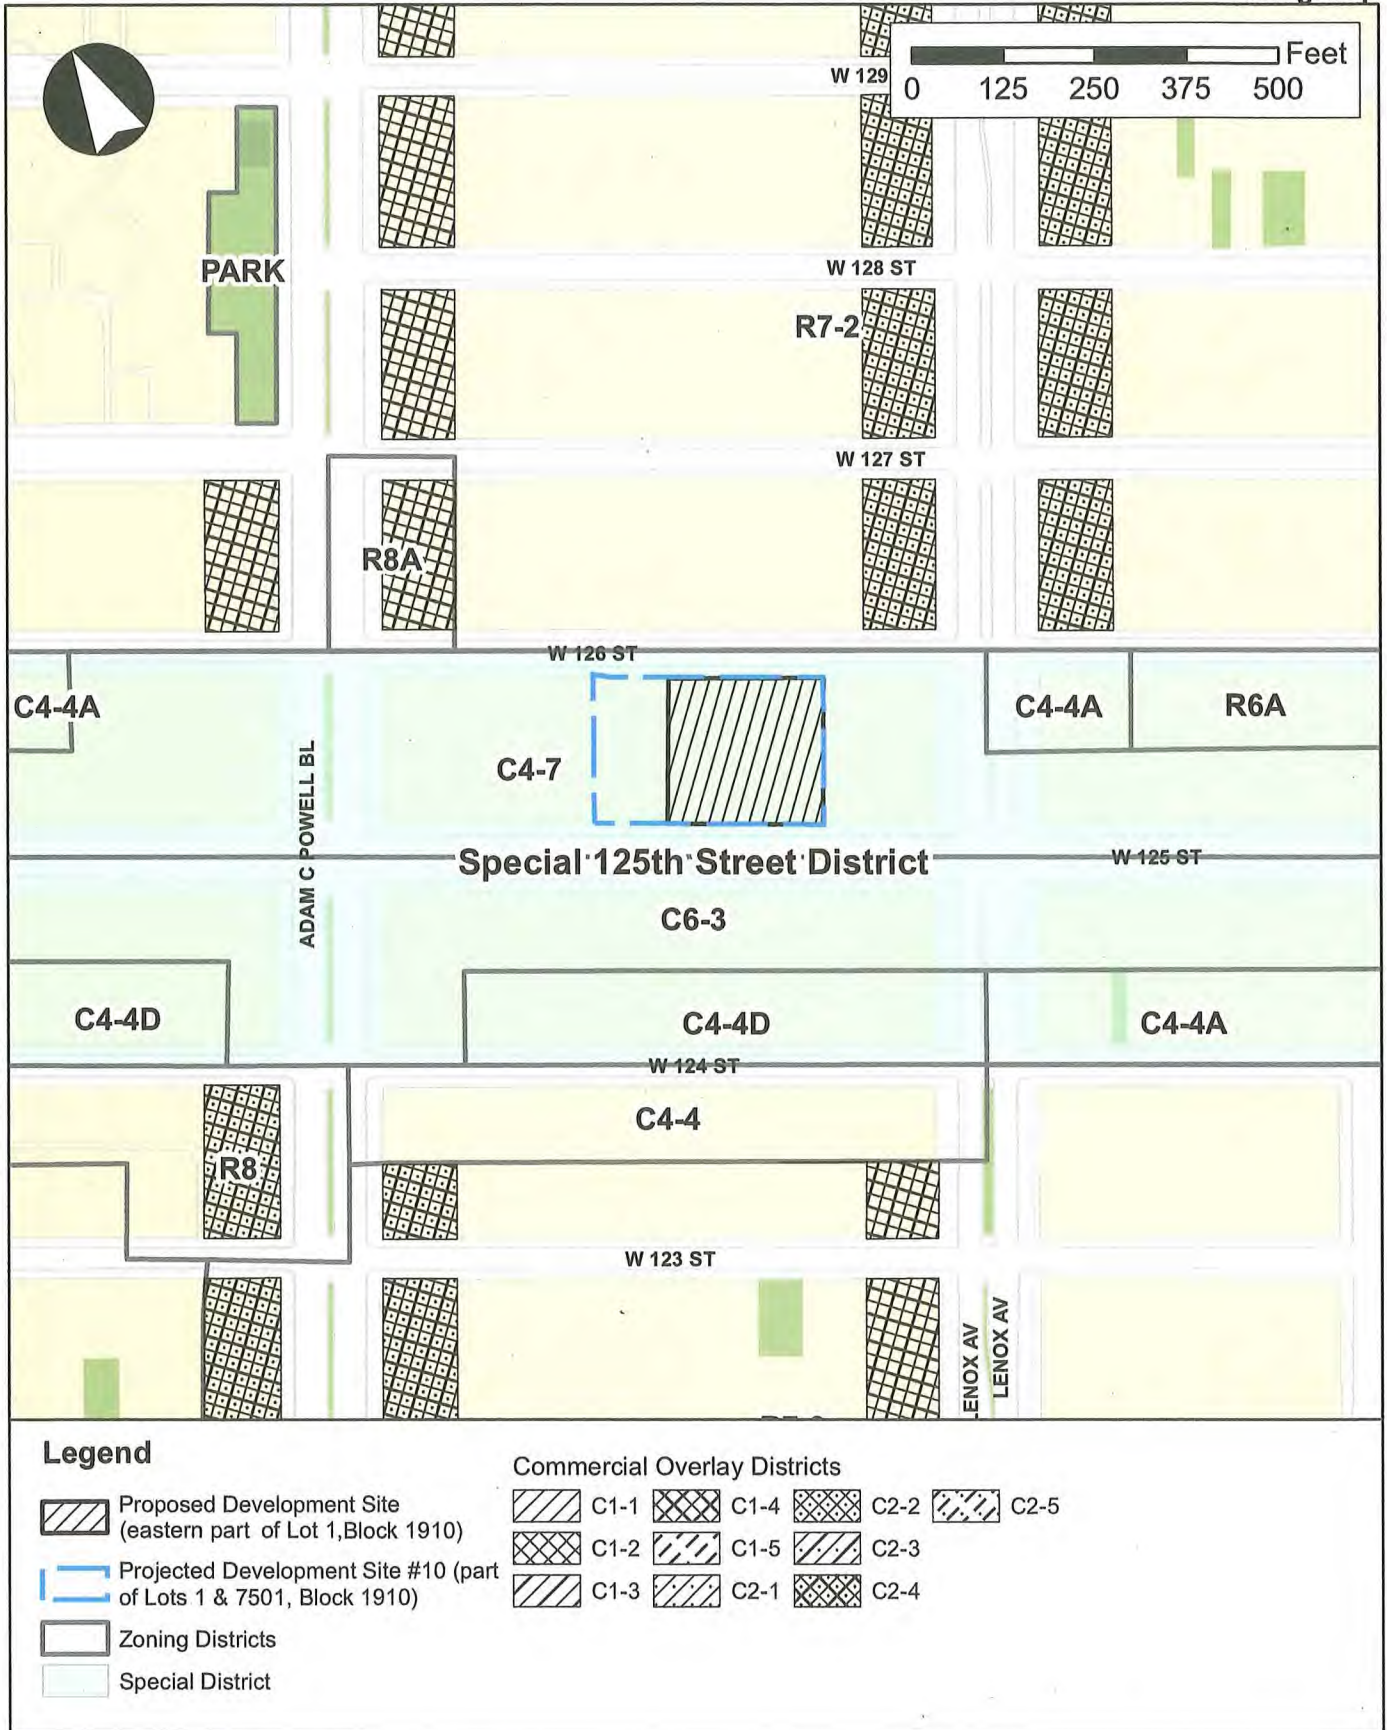 Feet
0 125 250 375 500
W 129
PARK
W 128 ST
R7-2
W 127 ST
R8A
W 126 ST
C4-4A
C4-4A
R6A
C4-7
ADAM C POWELL BL
Special 125th Street District
W 125 ST
C6-3
C4-4D
C4-4D
C4-4A
W 124 ST
C4-4
R8
W 123 ST
LENOX AV
LENOX AV
Legend
Proposed Development Site
(eastern part of Lot 1,Block 1910)
Projected Development Site #10 (part
of Lots 1 & 7501, Block 1910)
Zoning Districts
Special District
Commercial Overlay Districts
C1-1 C1-4 C2-2 C2-5
C1-2 C1-5 C2-3
C1-3 C2-1 C2-4